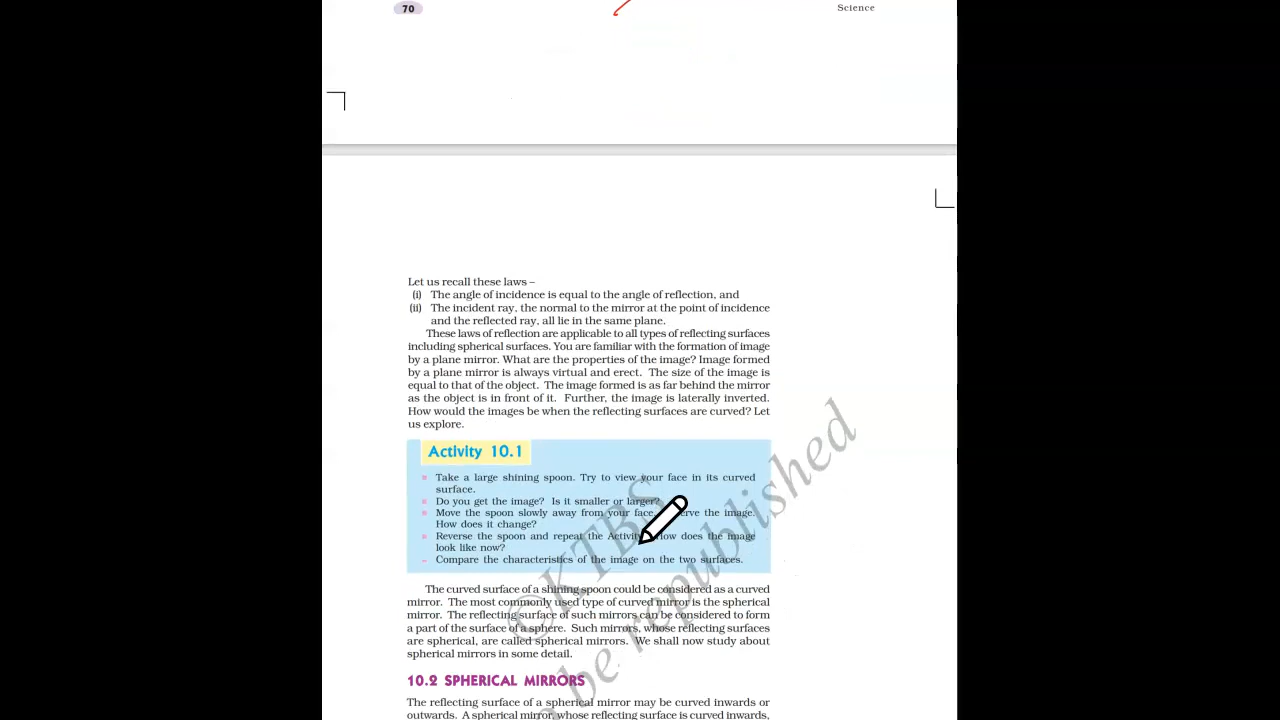 70
Science
Let us recall these laws –
(i) The angle of incidence is equal to the angle of reflection, and
(ii) The incident ray, the normal to the mirror at the point of incidence
and the reflected ray, all lie in the same plane.
These laws of reflection are applicable to all types of reflecting surfaces
including spherical surfaces. You are familiar with the formation of image
by a plane mirror. What are the properties of the image? Image formed
by a plane mirror is always virtual and erect. The size of the image is
equal to that of the object. The image formed is as far behind the mirror
as the object is in front of it. Further, the image is laterally inverted.
How would the images be when the reflecting surfaces are curved? Let
us explore.
Activity 10.1
Take a large shining spoon. Try to view your face in its curved
surface.
Do you get the image? Is it smaller or larger?
Move the spoon slowly away from your face. the image.
How does it change?
Reverse the spoon and repeat the Activity. How does the image
look like now?
Compare the characteristics of the image on the two surfaces.
The curved surface of a shining spoon could be considered as a curved
mirror. The most commonly used type of curved mirror is the spherical
mirror. The reflecting surface of such mirrors can be considered to form
a part of the surface of a sphere. Such mirrors, whose reflecting surfaces
are spherical, are called spherical mirrors. We shall now study about
spherical mirrors in some detail.
10.2 SPHERICAL MIRRORS
The reflecting surface of a spherical mirror may be curved inwards or
outwards. A spherical mirror, whose reflecting surface is curved inwards,
©KTBS
be republished